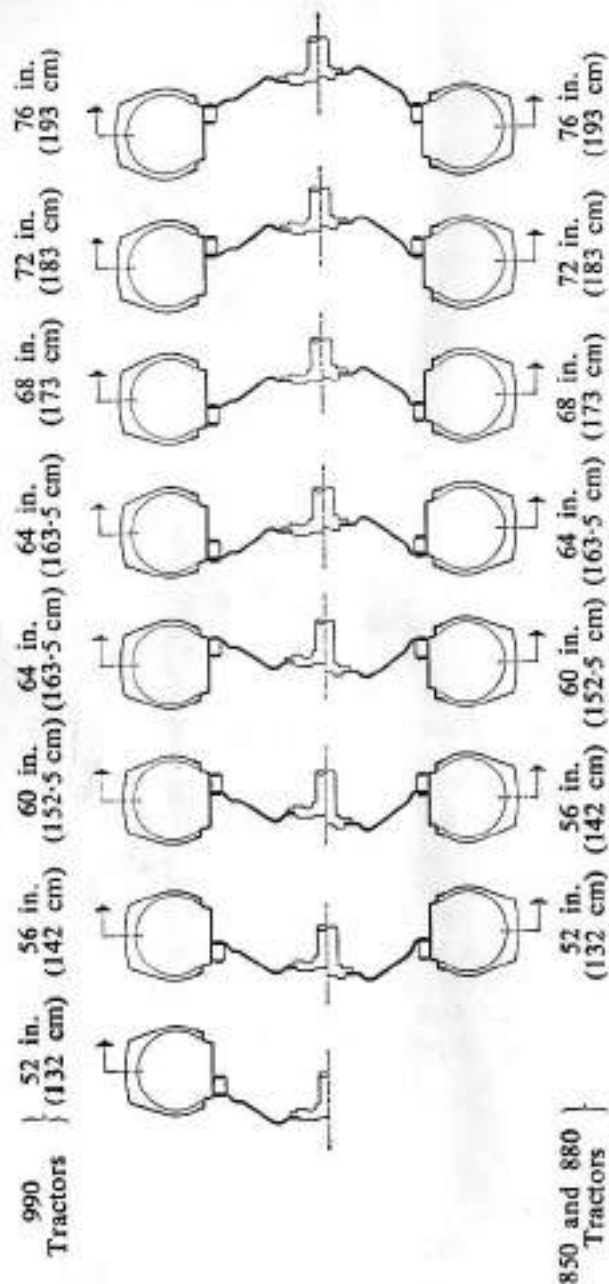 990
Tractors
52 in.
(132 cm)
56 in.
(142 cm)
60 in.
(152·5 cm)
64 in.
(163·5 cm)
64 in.
(163·5 cm)
68 in.
(173 cm)
72 in.
(183 cm)
76 in.
(193 cm)
850 and 880
Tractors
52 in.
(132 cm)
56 in.
(142 cm)
60 in.
(152·5 cm)
64 in.
(163·5 cm)
68 in.
(173 cm)
72 in.
(183 cm)
76 in.
(193 cm)